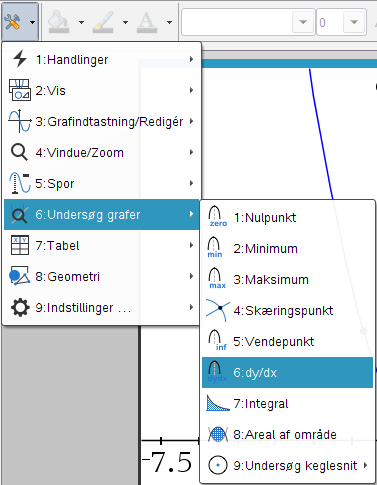 0
1:Handlinger
2:Vis
3:Grafindtastning/Redigér
4:Vindue/Zoom
5:Spor
6:Undersøg grafer
7:Tabel
8:Geometri
9:Indstillinger ...
zero 1:Nulpunkt
min 2:Minimum
max 3:Maksimum
4:Skæringspunkt
inf 5:Vendepunkt
dydx 6:dy/dx
7:Integral
8:Areal af område
9:Undersøg keglesnit
-7.5